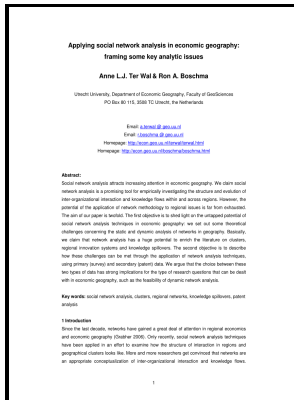 Applying social network analysis in economic geography:
framing some key analytic issues
Anne L.J. Ter Wal & Ron A. Boschma
Utrecht University, Department of Economic Geography, Faculty of GeoSciences
PO Box 80 115, 3508 TC Utrecht, the Netherlands
Email: a.terwal@geo.uu.nl
Email: r.boschma@geo.uu.nl
Homepage: http://econ.geo.uu.nl/terwal/terwal.html
Homepage: http://econ.geo.uu.nl/boschma/boschma.html
Abstract:
Social network analysis attracts increasing attention in economic geography. We claim social
network analysis is a promising tool for empirically investigating the structure and evolution of
inter-organizational interaction and knowledge flows within and across regions. However, the
potential of the application of network methodology to regional issues is far from exhausted.
The aim of our paper is twofold. The first objective is to shed light on the untapped potential of
social network analysis techniques in economic geography: we set out some theoretical
challenges concerning the static and dynamic analysis of networks in geography. Basically,
we claim that network analysis has a huge potential to enrich the literature on clusters,
regional innovation systems and knowledge spillovers. The second objective is to describe
how these challenges can be met through the application of network analysis techniques,
using primary (survey) and secondary (patent) data. We argue that the choice between these
two types of data has strong implications for the type of research questions that can be dealt
with in economic geography, such as the feasibility of dynamic network analysis.
Key words: social network analysis, clusters, regional networks, knowledge spillovers, patent
analysis
1 Introduction
Since the last decade, networks have gained a great deal of attention in regional economics
and economic geography (Grabher 2006). Only recently, social network analysis techniques
have been applied in an effort to examine how the structure of interaction in regions and
geographical clusters looks like. More and more researchers get convinced that networks are
an appropriate conceptualization of inter-organizational interaction and knowledge flows.
1